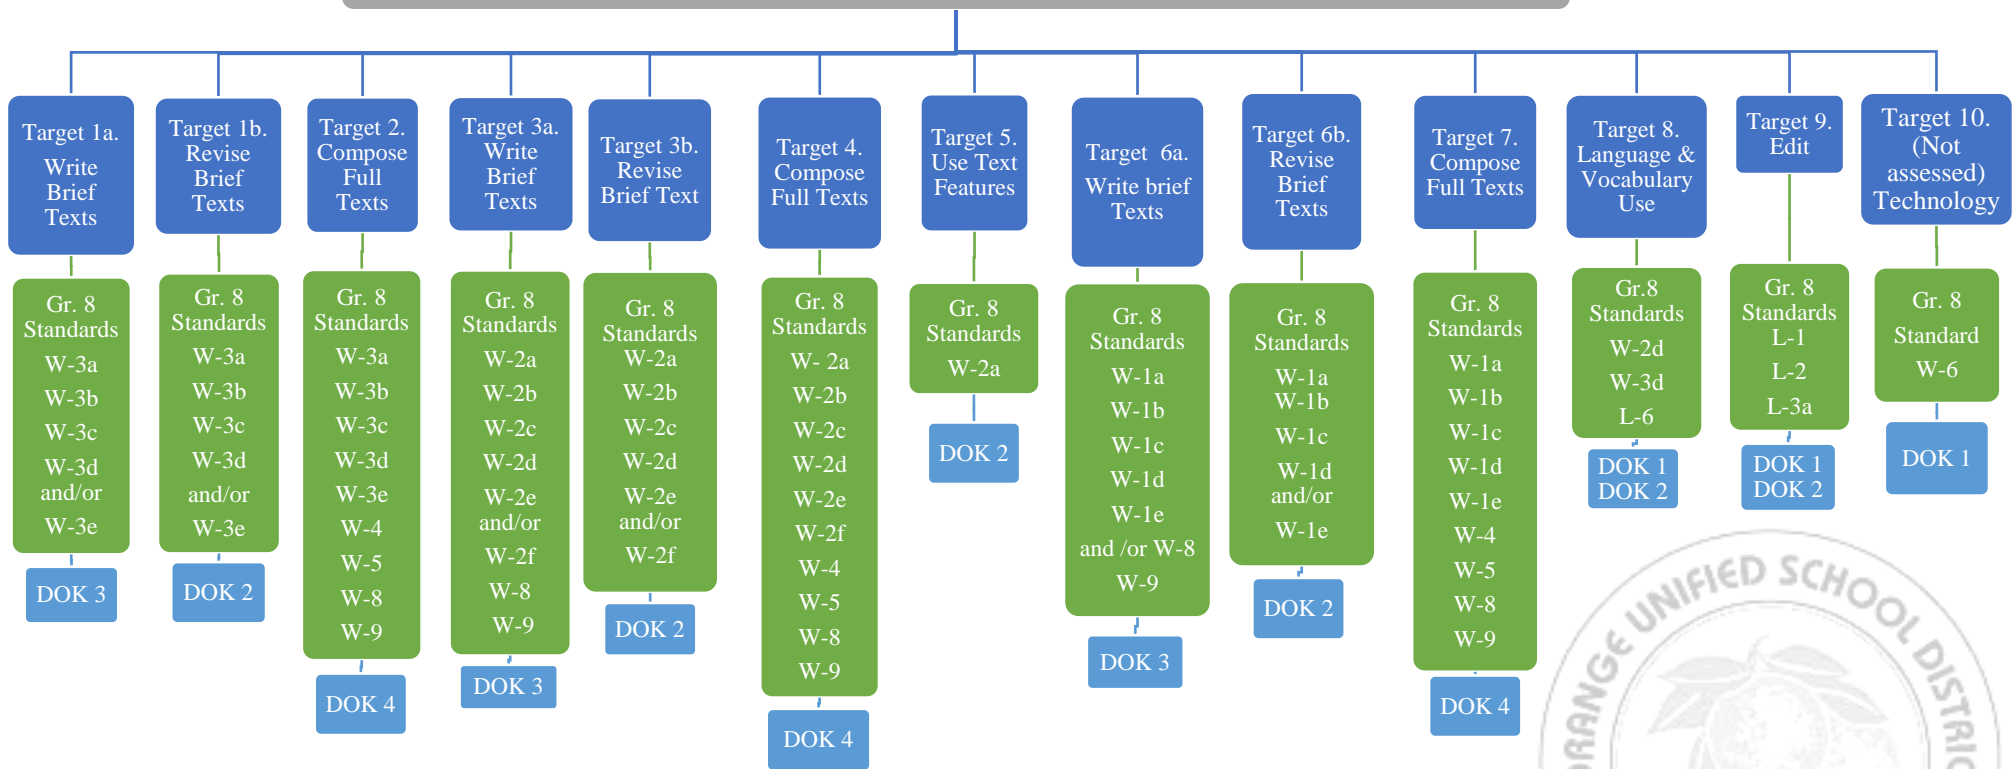 Target 1a.
Write
Brief
Texts
Gr. 8
Standards
W-3a
W-3b
W-3c
W-3d
and/or
W-3e
DOK 3
Target 1b.
Revise
Brief
Texts
Gr. 8
Standards
W-3a
W-3b
W-3c
W-3d
and/or
W-3e
DOK 2
Target 2.
Compose
Full
Texts
Gr. 8
Standards
W-3a
W-3b
W-3c
W-3d
W-3e
W-4
W-5
W-8
W-9
DOK 4
Target 3a.
Write
Brief
Texts
Gr. 8
Standards
W-2a
W-2b
W-2c
W-2d
W-2e
and/or
W-2f
W-8
W-9
DOK 3
Target 3b.
Revise
Brief Text
Gr. 8
Standards
W-2a
W-2b
W-2c
W-2d
W-2e
and/or
W-2f
DOK 2
Target 4.
Compose
Full Texts
Gr. 8
Standards
W- 2a
W-2b
W-2c
W-2d
W-2e
W-2f
W-4
W-5
W-8
W-9
DOK 4
Target 5.
Use Text
Features
Gr. 8
Standards
W-2a
DOK 2
Target 6a.
Write brief
Texts
Gr. 8
Standards
W-1a
W-1b
W-1c
W-1d
W-1e
and /or W-8
W-9
DOK 3
Target 6b.
Revise
Brief
Texts
Gr. 8
Standards
W-1a
W-1b
W-1c
W-1d
and/or
W-1e
DOK 2
Target 7.
Compose
Full Texts
Gr. 8
Standards
W-1a
W-1b
W-1c
W-1d
W-1e
W-4
W-5
W-8
W-9
DOK 4
Target 8.
Language &
Vocabulary
Use
Gr.8
Standards
W-2d
W-3d
L-6
DOK 1
DOK 2
Target 9.
Edit
Gr. 8
Standards
L-1
L-2
L-3a
DOK 1
DOK 2
Target 10.
(Not
assessed)
Technology
Gr. 8
Standard
W-6
DOK 1
ORANGE UNIFIED SCHOOL DISTRIC